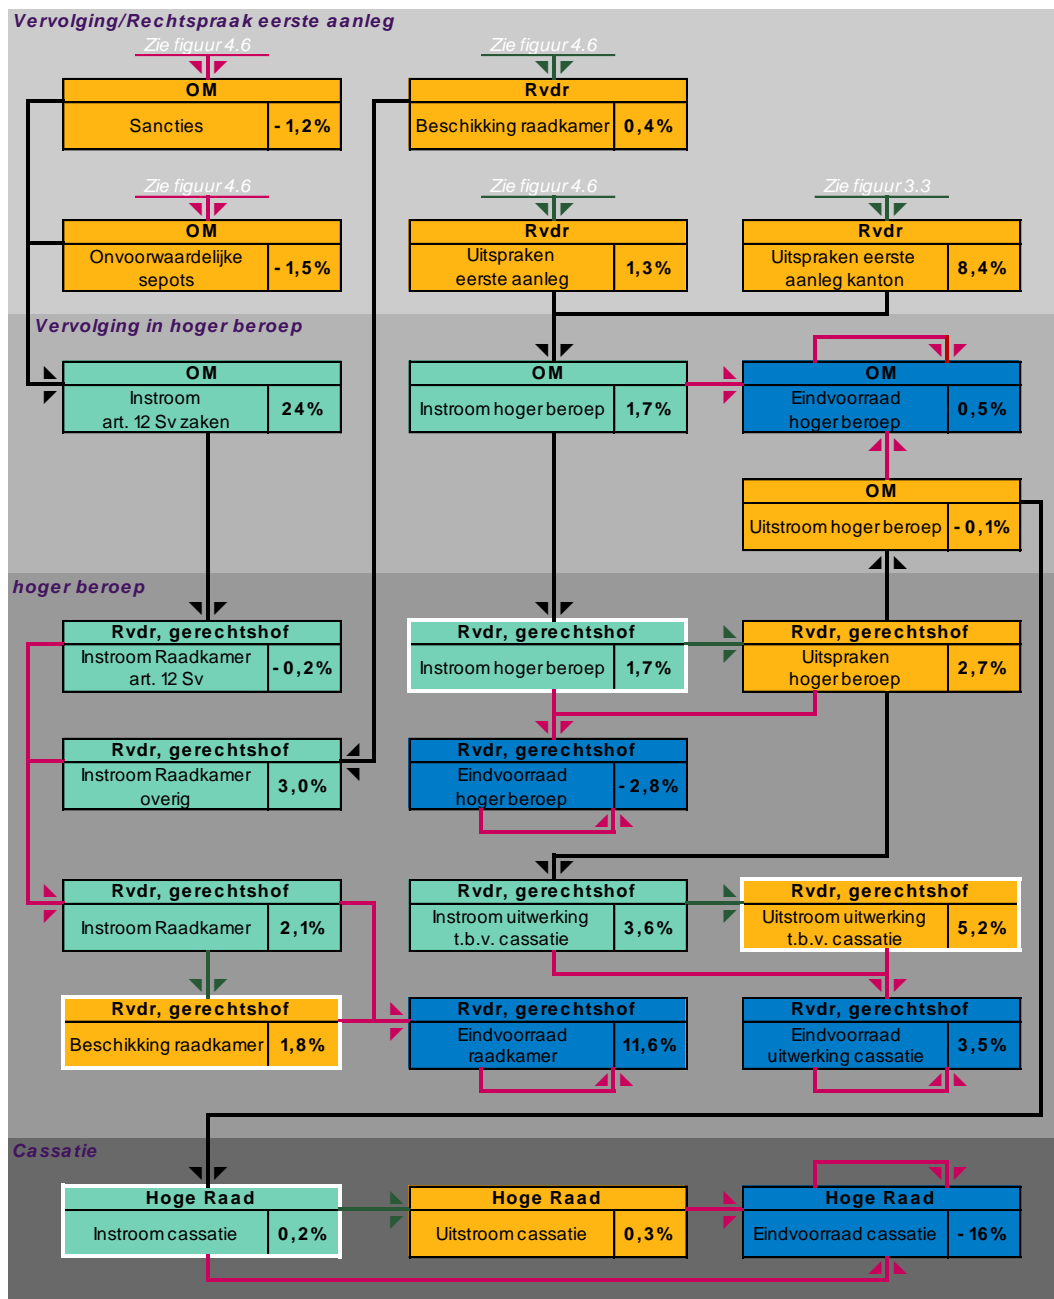 Vervolging/Rechtspraak eerste aanleg
Zie figuur 4.6
Zie figuur 4.6
OM
Sancties
-1,2%
Rvdr
Beschikking raadkamer
0,4%
Zie figuur 4.6
Zie figuur 4.6
Zie figuur 3.3
OM
Onvoorwaardelijke
sepots
-1,5%
Rvdr
Uitspraken
eerste aanleg
1,3%
Rvdr
Uitspraken eerste
aanleg kanton
8,4%
Vervolging in hoger beroep
OM
Instroom
art. 12 Sv zaken
24%
OM
Instroom hoger beroep
1,7%
OM
Eindvoorraad
hoger beroep
0,5%
OM
Uitstroom hoger beroep
-0,1%
hoger beroep
Rvdr, gerechtshof
Instroom Raadkamer
art. 12 Sv
-0,2%
Rvdr, gerechtshof
Instroom hoger beroep
1,7%
Rvdr, gerechtshof
Uitspraken
hoger beroep
2,7%
Rvdr, gerechtshof
Instroom Raadkamer
overig
3,0%
Rvdr, gerechtshof
Eindvoorraad
hoger beroep
-2,8%
Rvdr, gerechtshof
Instroom Raadkamer
2,1%
Rvdr, gerechtshof
Instroom uitwerking
t.b.v. cassatie
3,6%
Rvdr, gerechtshof
Uitstroom uitwerking
t.b.v. cassatie
5,2%
Rvdr, gerechtshof
Beschikking raadkamer
1,8%
Rvdr, gerechtshof
Eindvoorraad
raadkamer
11,6%
Rvdr, gerechtshof
Eindvoorraad
uitwerking cassatie
3,5%
Cassatie
Hoge Raad
Instroom cassatie
0,2%
Hoge Raad
Uitstroom cassatie
0,3%
Hoge Raad
Eindvoorraad cassatie
-16%